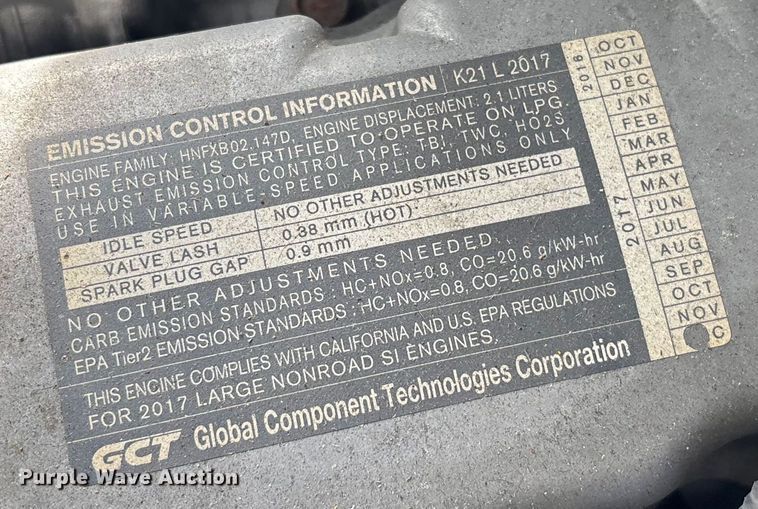 EMISSION CONTROL INFORMATION K21 L 2017
ENGINE FAMILY: HNFXB02.147D, ENGINE DISPLACEMENT: 2.1 LITERS
THIS ENGINE IS CERTIFIED TO OPERATE ON LPG.
EXHAUST EMISSION CONTROL TYPE: TBI, TWC, HO2S
USE IN VARIABLE-SPEED APPLICATIONS ONLY
IDLE SPEED NO OTHER ADJUSTMENTS NEEDED
VALVE LASH 0.38 mm (HOT)
SPARK PLUG GAP 0.9 mm
NO OTHER ADJUSTMENTS NEEDED
CARB EMISSION STANDARDS : HC+NOx=0.8, CO=20.6 g/kW-hr
EPA Tier2 EMISSION STANDARDS : HC+NOx=0.8, CO=20.6 g/kW-hr
THIS ENGINE COMPLIES WITH CALIFORNIA AND U.S. EPA REGULATIONS
FOR 2017 LARGE NONROAD SI ENGINES.
GCT Global Component Technologies Corporation
2016
OCT
NOV
DEC
2017
JAN
FEB
MAR
APR
MAY
JUN
JUL
AUG
SEP
OCT
NOV
C
Purple Wave Auction